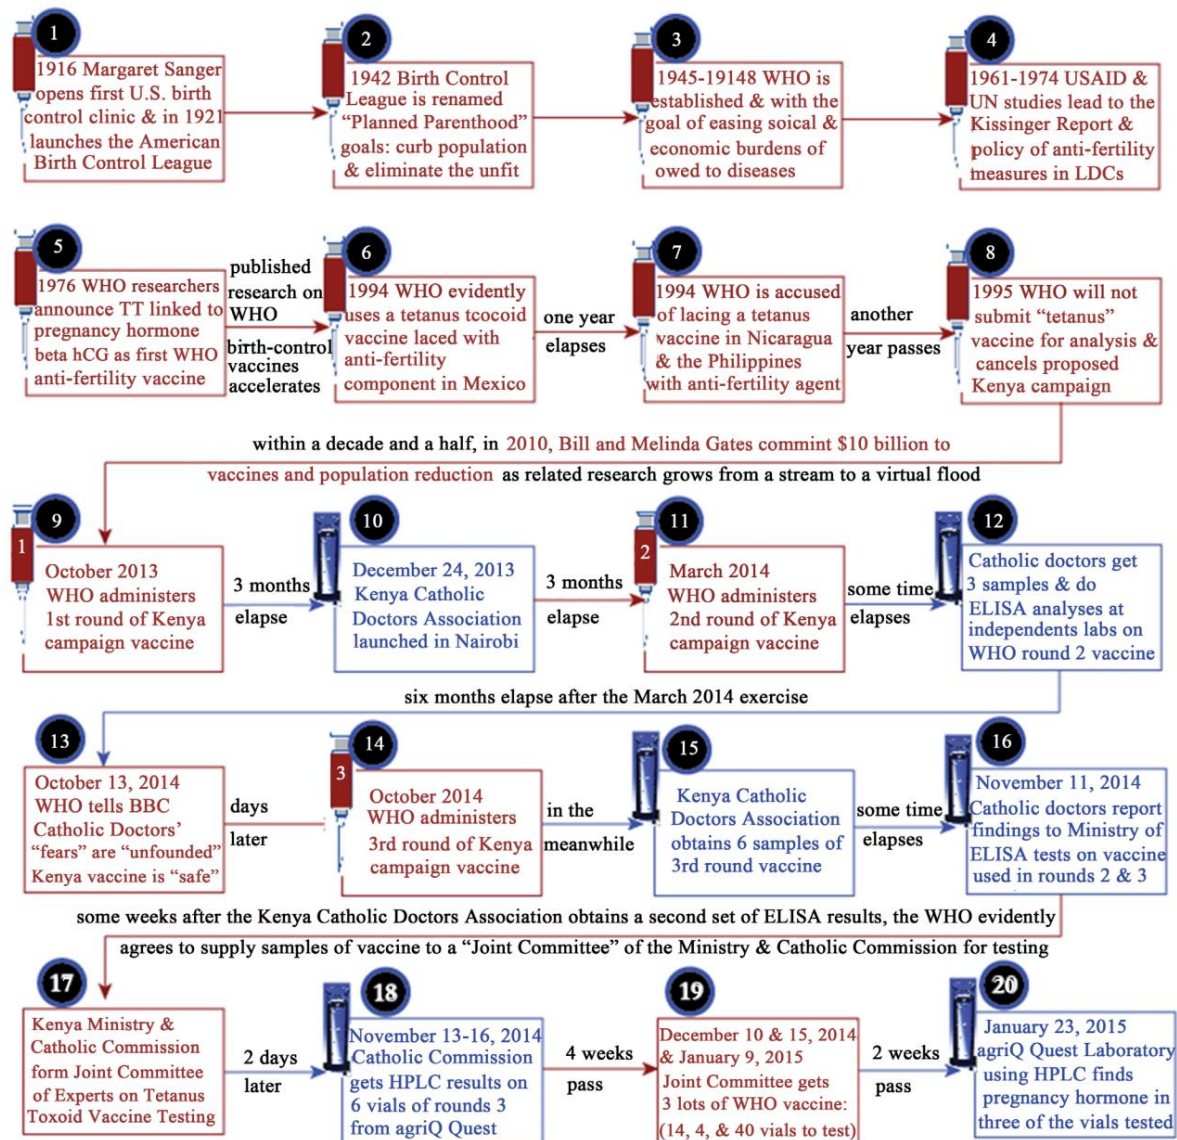 1
1916 Margaret Sanger
opens first U.S. birth
control clinic & in 1921
launches the American
Birth Control League
2
1942 Birth Control
League is renamed
“Planned Parenthood”
goals: curb population
& eliminate the unfit
3
1945-19148 WHO is
established & with the
goal of easing soical &
economic burdens of
owed to diseases
4
1961-1974 USAID &
UN studies lead to the
Kissinger Report &
policy of anti-fertility
measures in LDCs
5
1976 WHO researchers
announce TT linked to
pregnancy hormone
beta hCG as first WHO
anti-fertility vaccine
published
research on
WHO
birth-control
vaccines
accelerates
6
1994 WHO evidently
uses a tetanus tcocoid
vaccine laced with
anti-fertility
component in Mexico
one year
elapses
7
1994 WHO is accused
of lacing a tetanus
vaccine in Nicaragua
& the Philippines
with anti-fertility agent
another
year passes
8
1995 WHO will not
submit “tetanus”
vaccine for analysis &
cancels proposed
Kenya campaign
within a decade and a half, in 2010, Bill and Melinda Gates commint $10 billion to
vaccines and population reduction as related research grows from a stream to a virtual flood
9
1
October 2013
WHO administers
1st round of Kenya
campaign vaccine
3 months
elapse
10
December 24, 2013
Kenya Catholic
Doctors Association
launched in Nairobi
3 months
elapse
11
2
March 2014
WHO administers
2nd round of Kenya
campaign vaccine
some time
elapses
12
Catholic doctors get
3 samples & do
ELISA analyses at
independents labs on
WHO round 2 vaccine
six months elapse after the March 2014 exercise
13
October 13, 2014
WHO tells BBC
Catholic Doctors’
“fears” are “unfounded”
Kenya vaccine is “safe”
days
later
14
3
October 2014
WHO administers
3rd round of Kenya
campaign vaccine
in the
meanwhile
15
Kenya Catholic
Doctors Association
obtains 6 samples of
3rd round vaccine
some time
elapses
16
November 11, 2014
Catholic doctors report
findings to Ministry of
ELISA tests on vaccine
used in rounds 2 & 3
some weeks after the Kenya Catholic Doctors Association obtains a second set of ELISA results, the WHO evidently
agrees to supply samples of vaccine to a “Joint Committee” of the Ministry & Catholic Commission for testing
17
Kenya Ministry &
Catholic Commission
form Joint Committee
of Experts on Tetanus
Toxoid Vaccine Testing
2 days
later
18
November 13-16, 2014
Catholic Commission
gets HPLC results on
6 vials of rounds 3
from agriQ Quest
4 weeks
pass
19
December 10 & 15, 2014
& January 9, 2015
Joint Committee gets
3 lots of WHO vaccine:
(14, 4, & 40 vials to test)
2 weeks
pass
20
January 23, 2015
agriQ Quest Laboratory
using HPLC finds
pregnancy hormone in
three of the vials tested